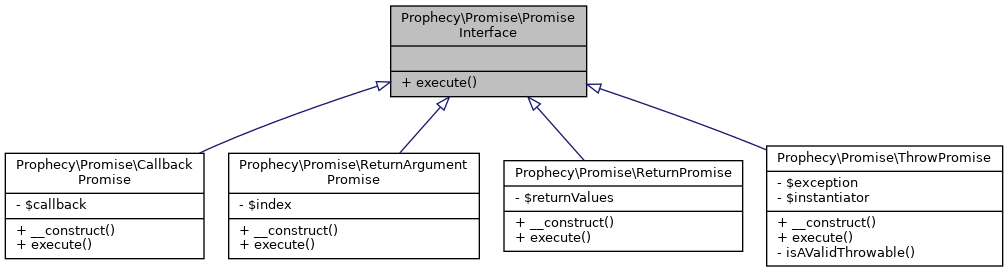 Prophecy\Promise\Promise
Interface
+ execute()
Prophecy\Promise\Callback
Promise
- $callback
+ __construct()
+ execute()
Prophecy\Promise\ReturnArgument
Promise
- $index
+ __construct()
+ execute()
Prophecy\Promise\ReturnPromise
- $returnValues
+ __construct()
+ execute()
Prophecy\Promise\ThrowPromise
- $exception
- $instantiator
+ __construct()
+ execute()
- isAValidThrowable()